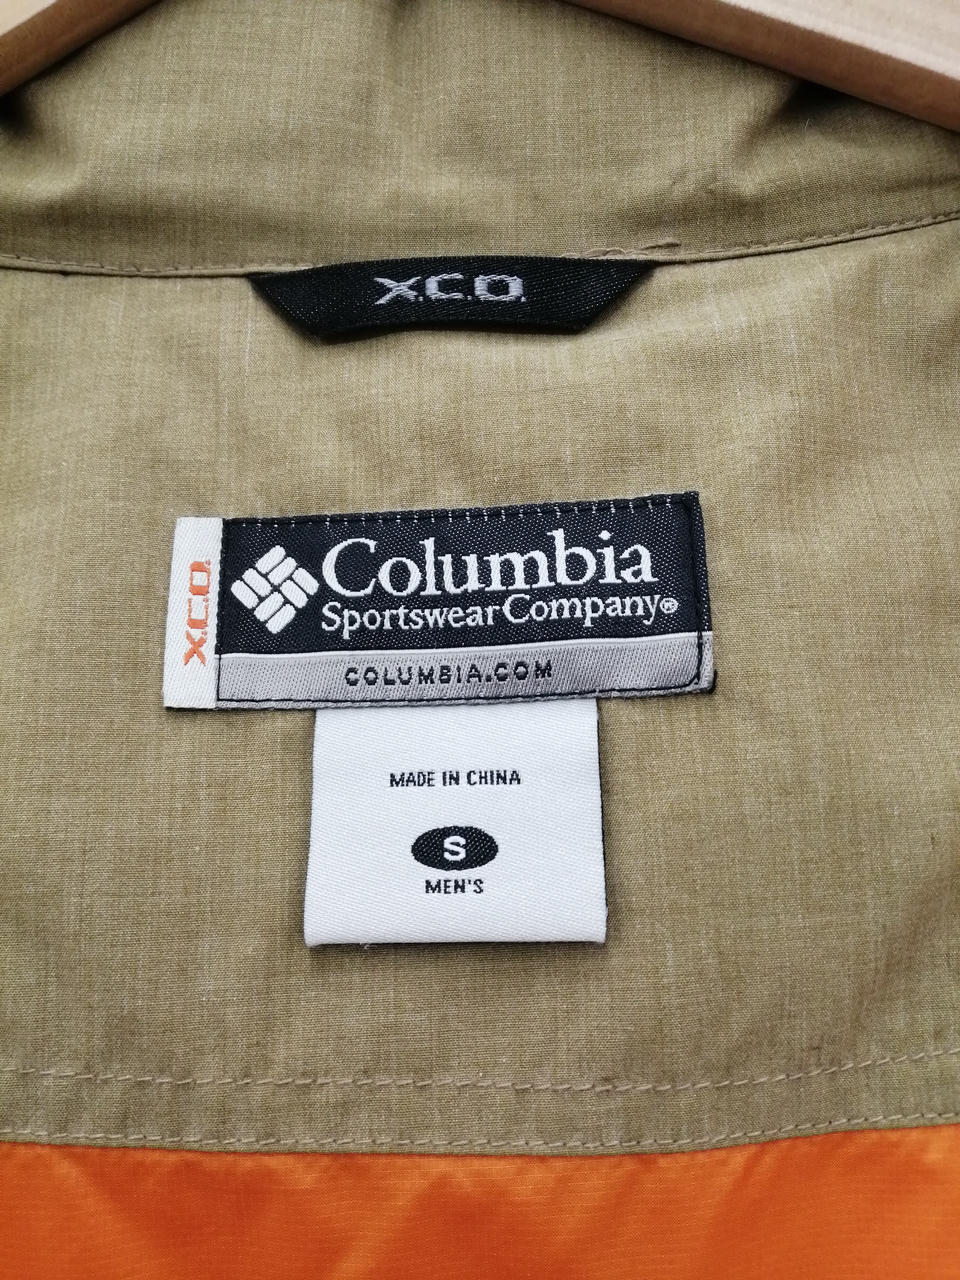 X.C.O.
X.C.O.
Columbia
Sportswear Company®
COLUMBIA.COM
MADE IN CHINA
S
MEN'S